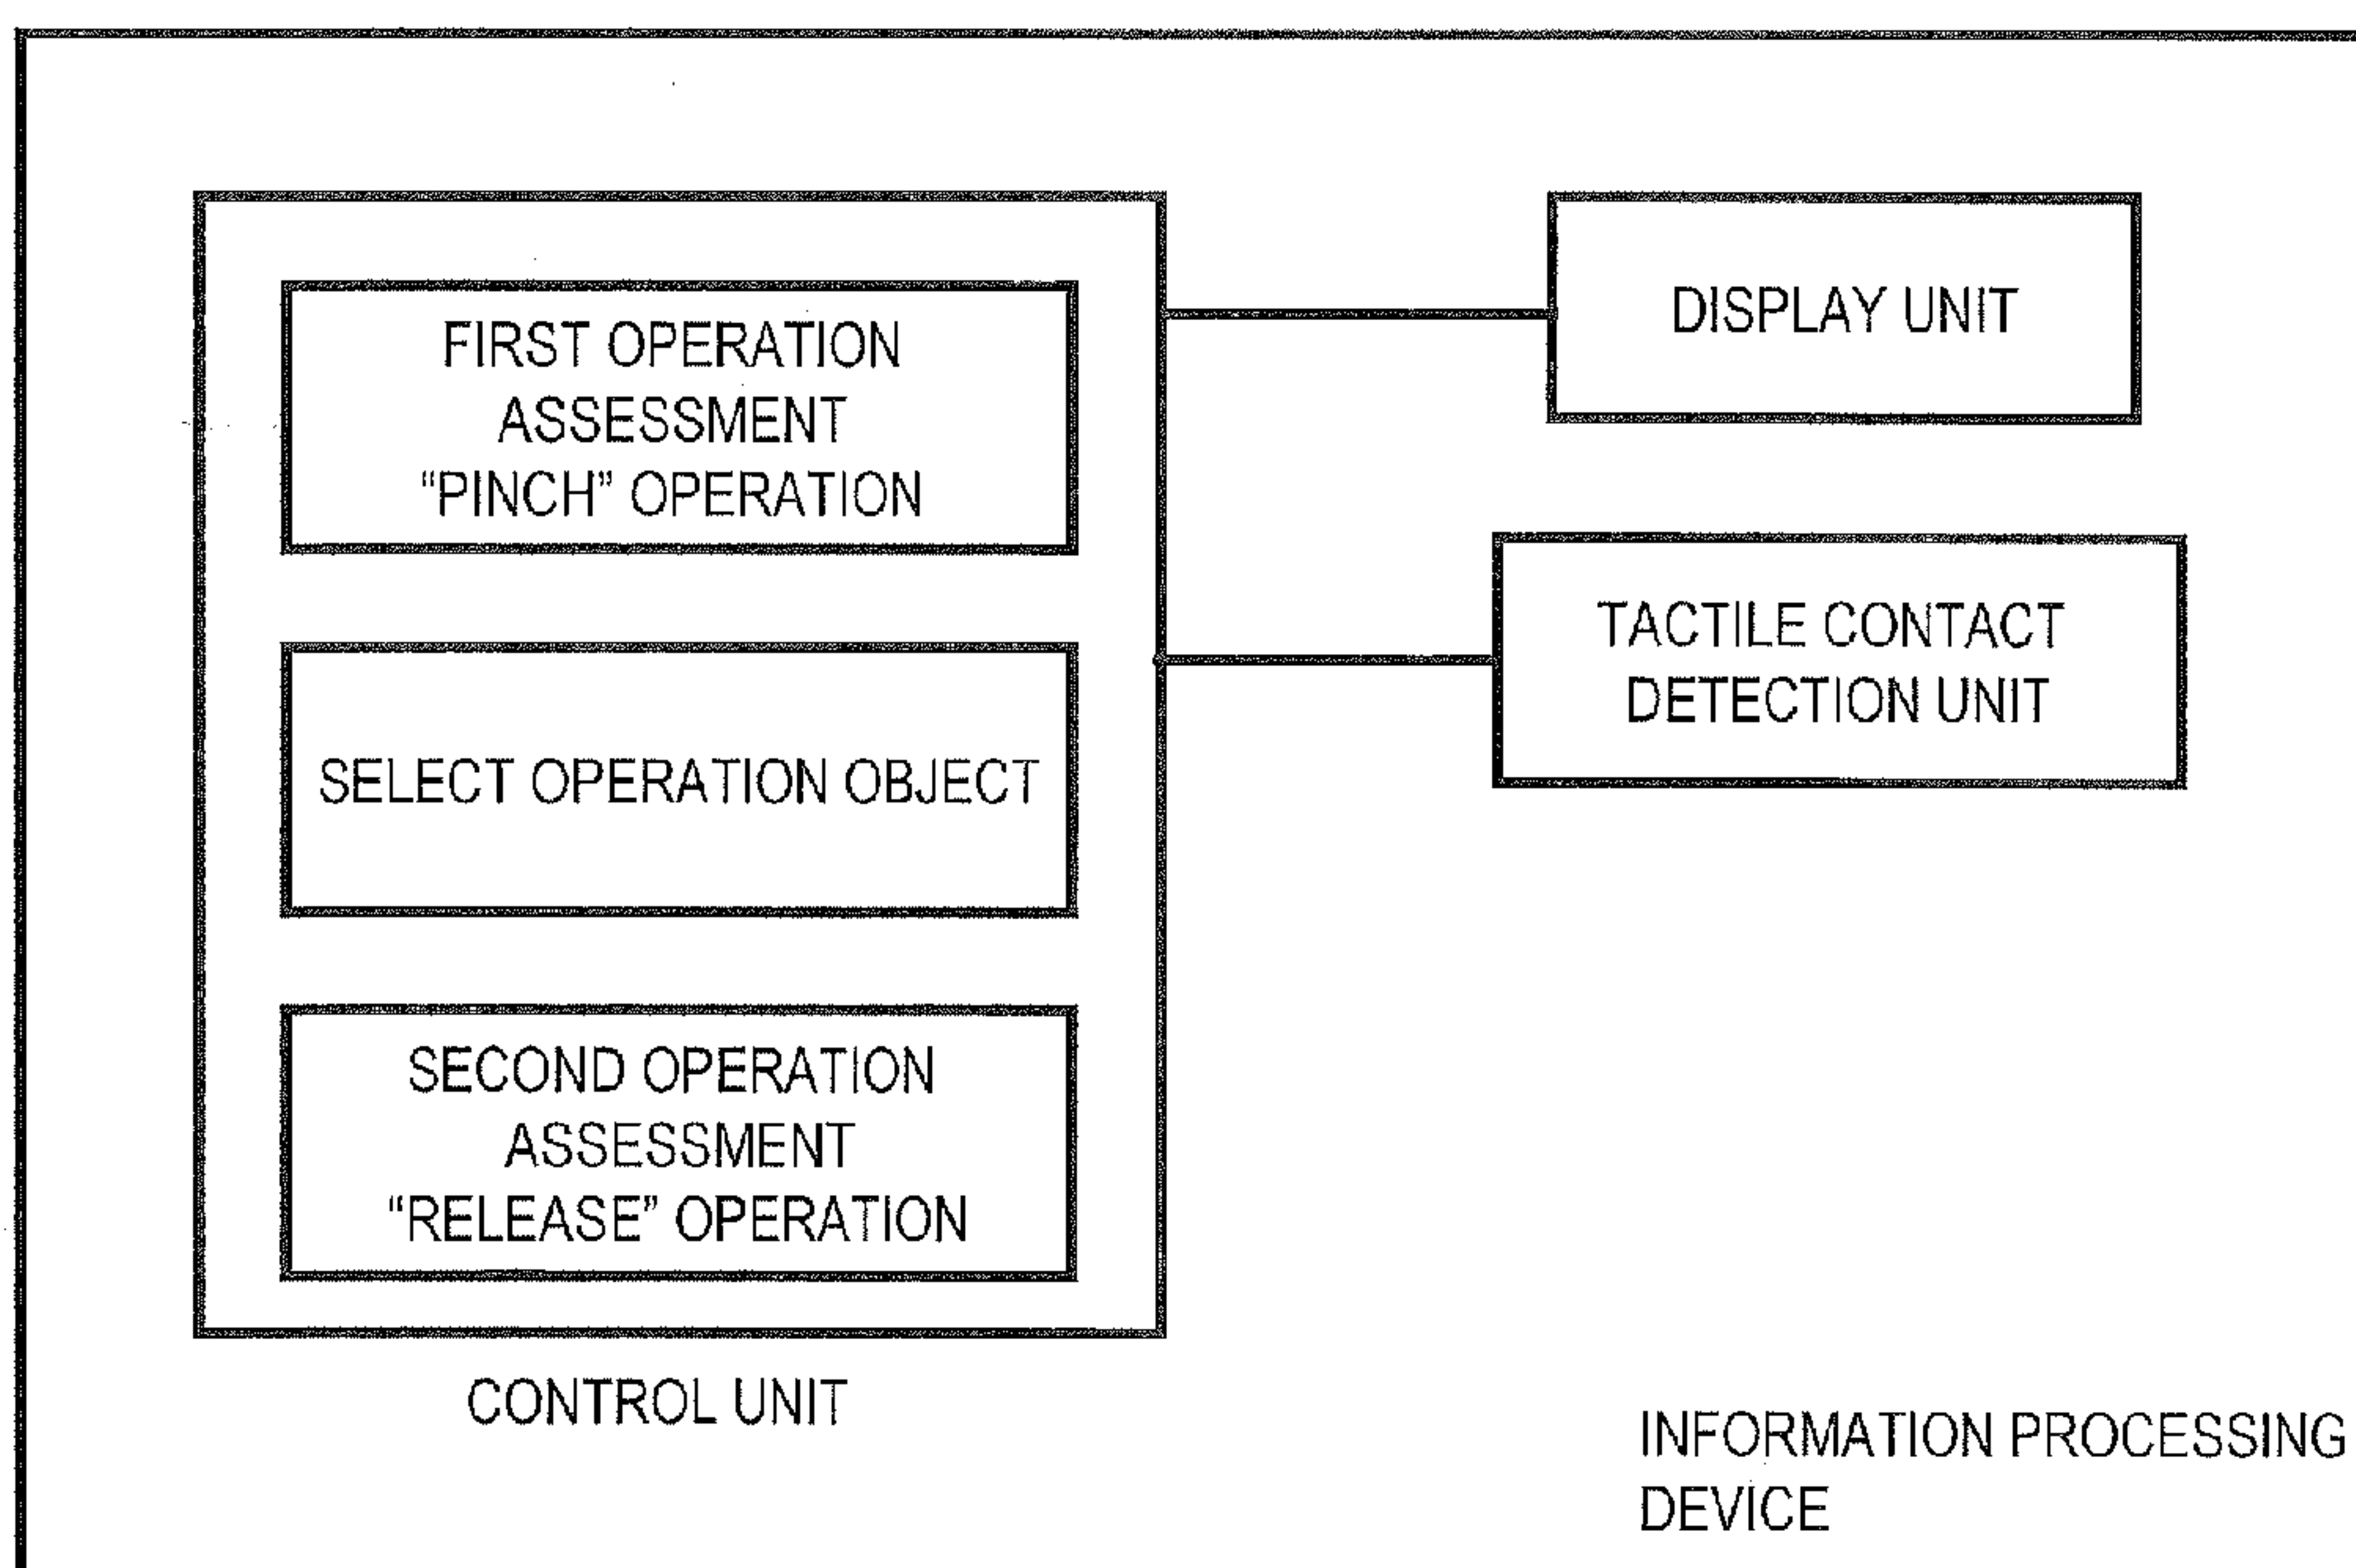 FIRST OPERATION
ASSESSMENT
“PINCH” OPERATION
SELECT OPERATION OBJECT
SECOND OPERATION
ASSESSMENT
“RELEASE” OPERATION
CONTROL UNIT
DISPLAY UNIT
TACTILE CONTACT
DETECTION UNIT
INFORMATION PROCESSING
DEVICE